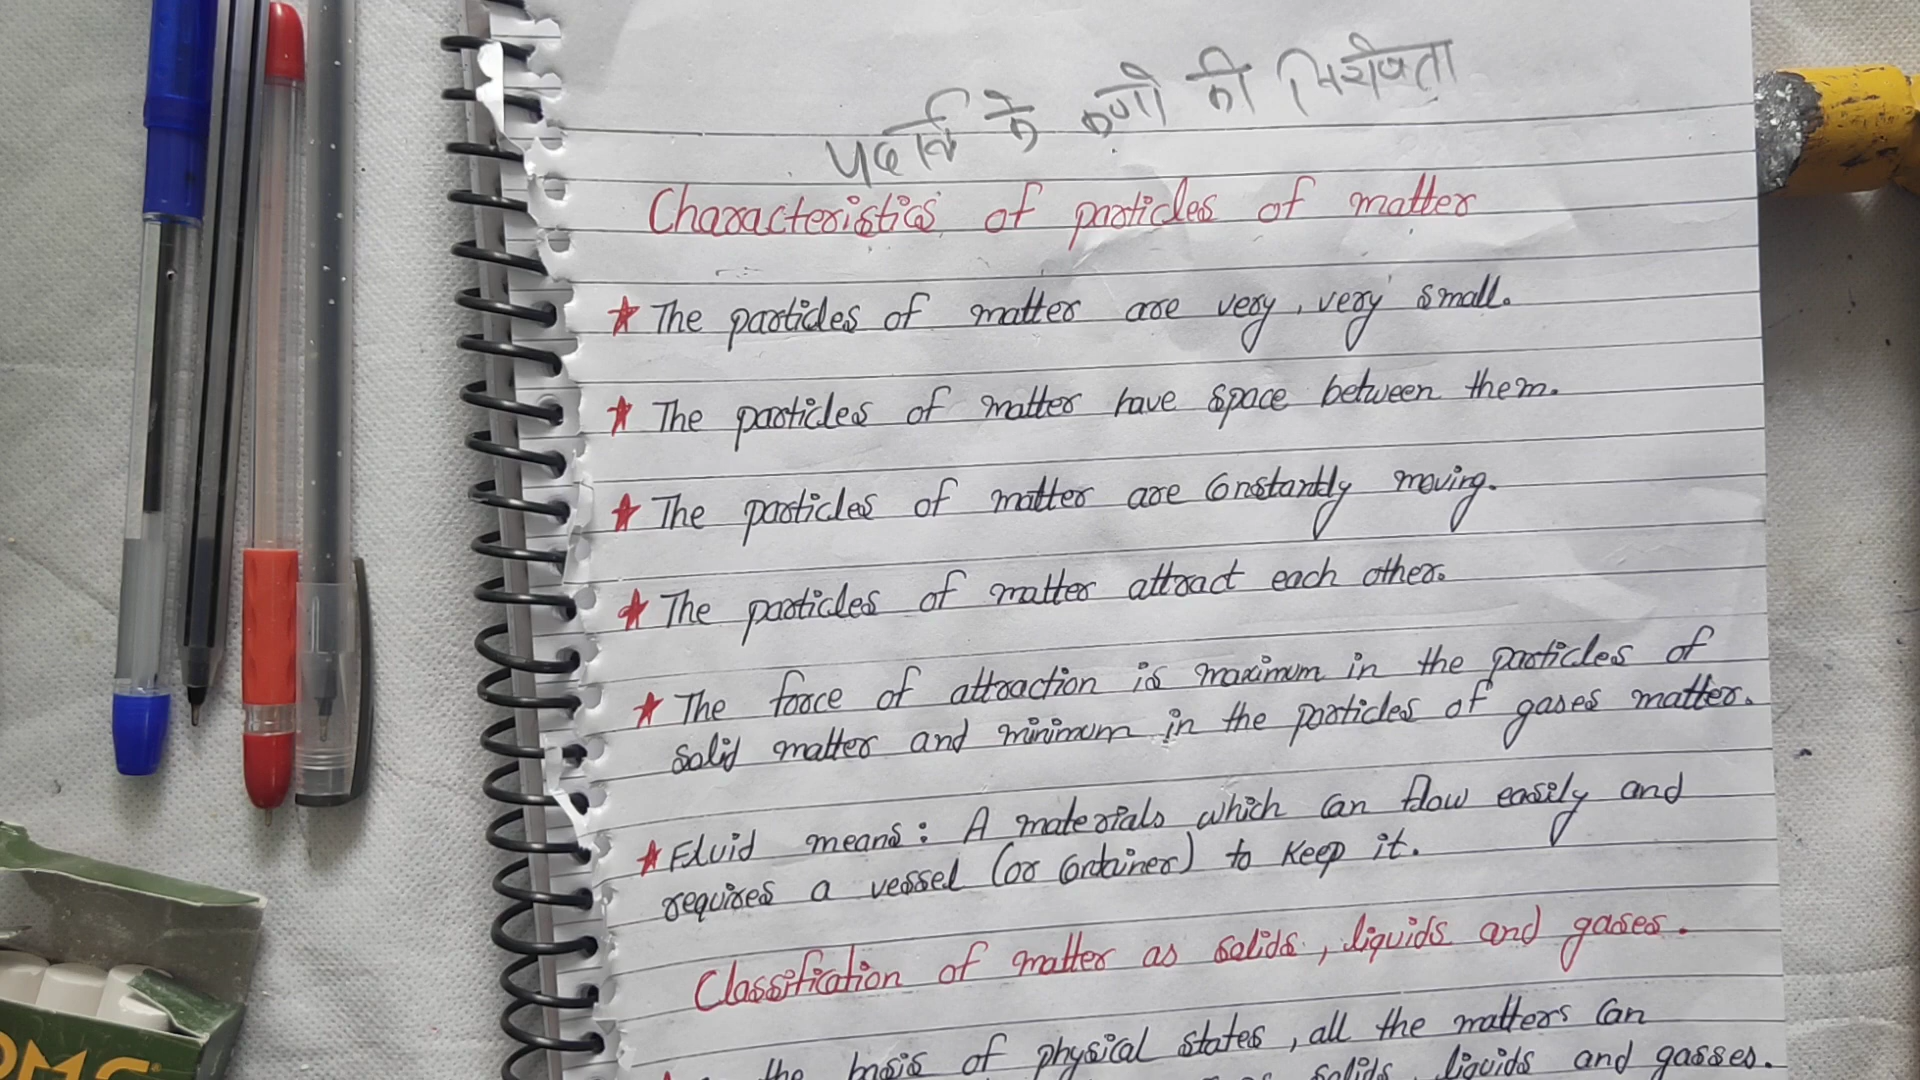 पदार्थ के कणो की विशेषता
Characteristics of particles of matter
★ The particles of matter are very, very small.
★ The particles of matter have space between them.
★ The particles of matter are constantly moving.
★ The particles of matter attract each other.
★ The force of attraction is maximum in the particles of
solid matter and minimum in the particles of gases matter.
★ Fluid means: A materials which can flow easily and
requires a vessel (or container) to keep it.
Classification of matter as solids, liquids and gases.
the basis of physical states, all the matters can
solids, liquids and gasses.